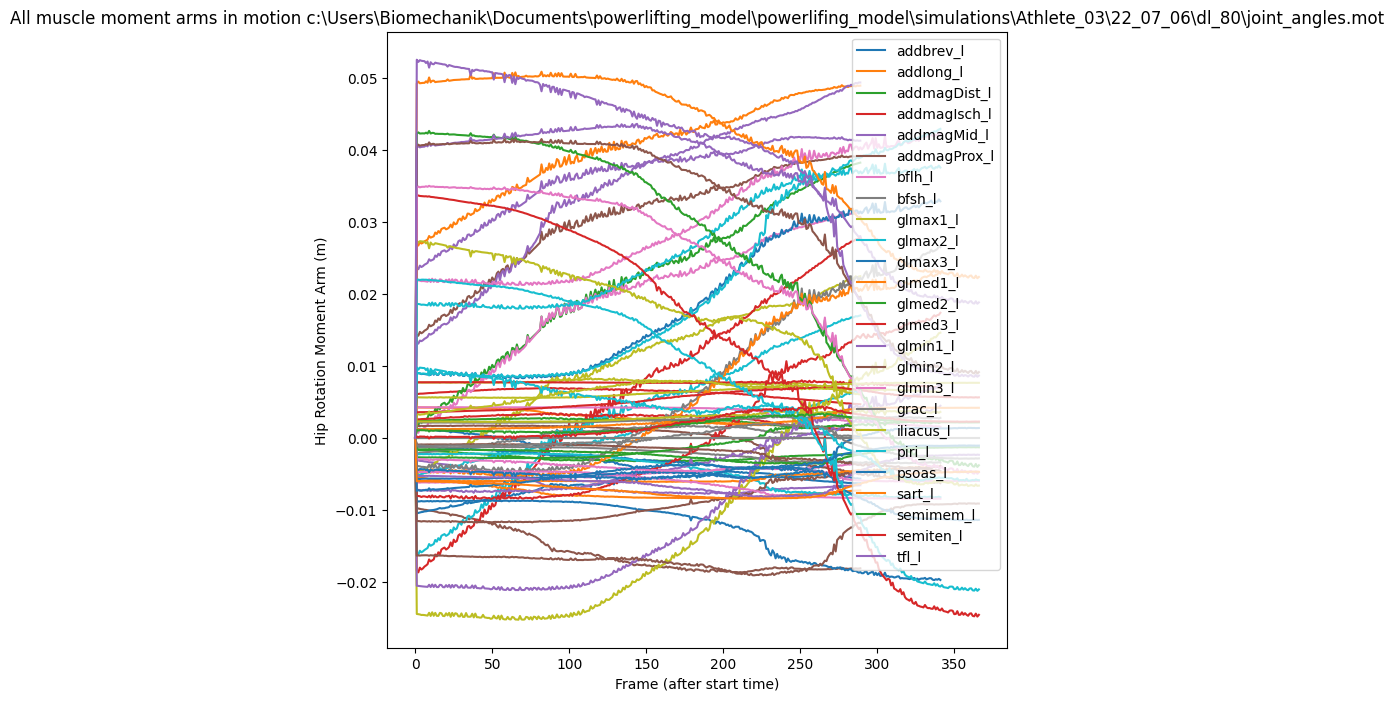 All muscle moment arms in motion c:\Users\Biomechanik\Documents\powerlifting_model\powerlifing_model\simulations\Athlete_03\22_07_06\dl_80\joint_angles.mot
Hip Rotation Moment Arm (m)
0.05
0.04
0.03
0.02
0.01
0.00
−0.01
−0.02
addbrev_l
addlong_l
addmagDist_l
addmagIsch_l
addmagMid_l
addmagProx_l
bflh_l
bfsh_l
glmax1_l
glmax2_l
glmax3_l
glmed1_l
glmed2_l
glmed3_l
glmin1_l
glmin2_l
glmin3_l
grac_l
iliacus_l
piri_l
psoas_l
sart_l
semimem_l
semiten_l
tfl_l
0 50 100 150 200 250 300 350
Frame (after start time)